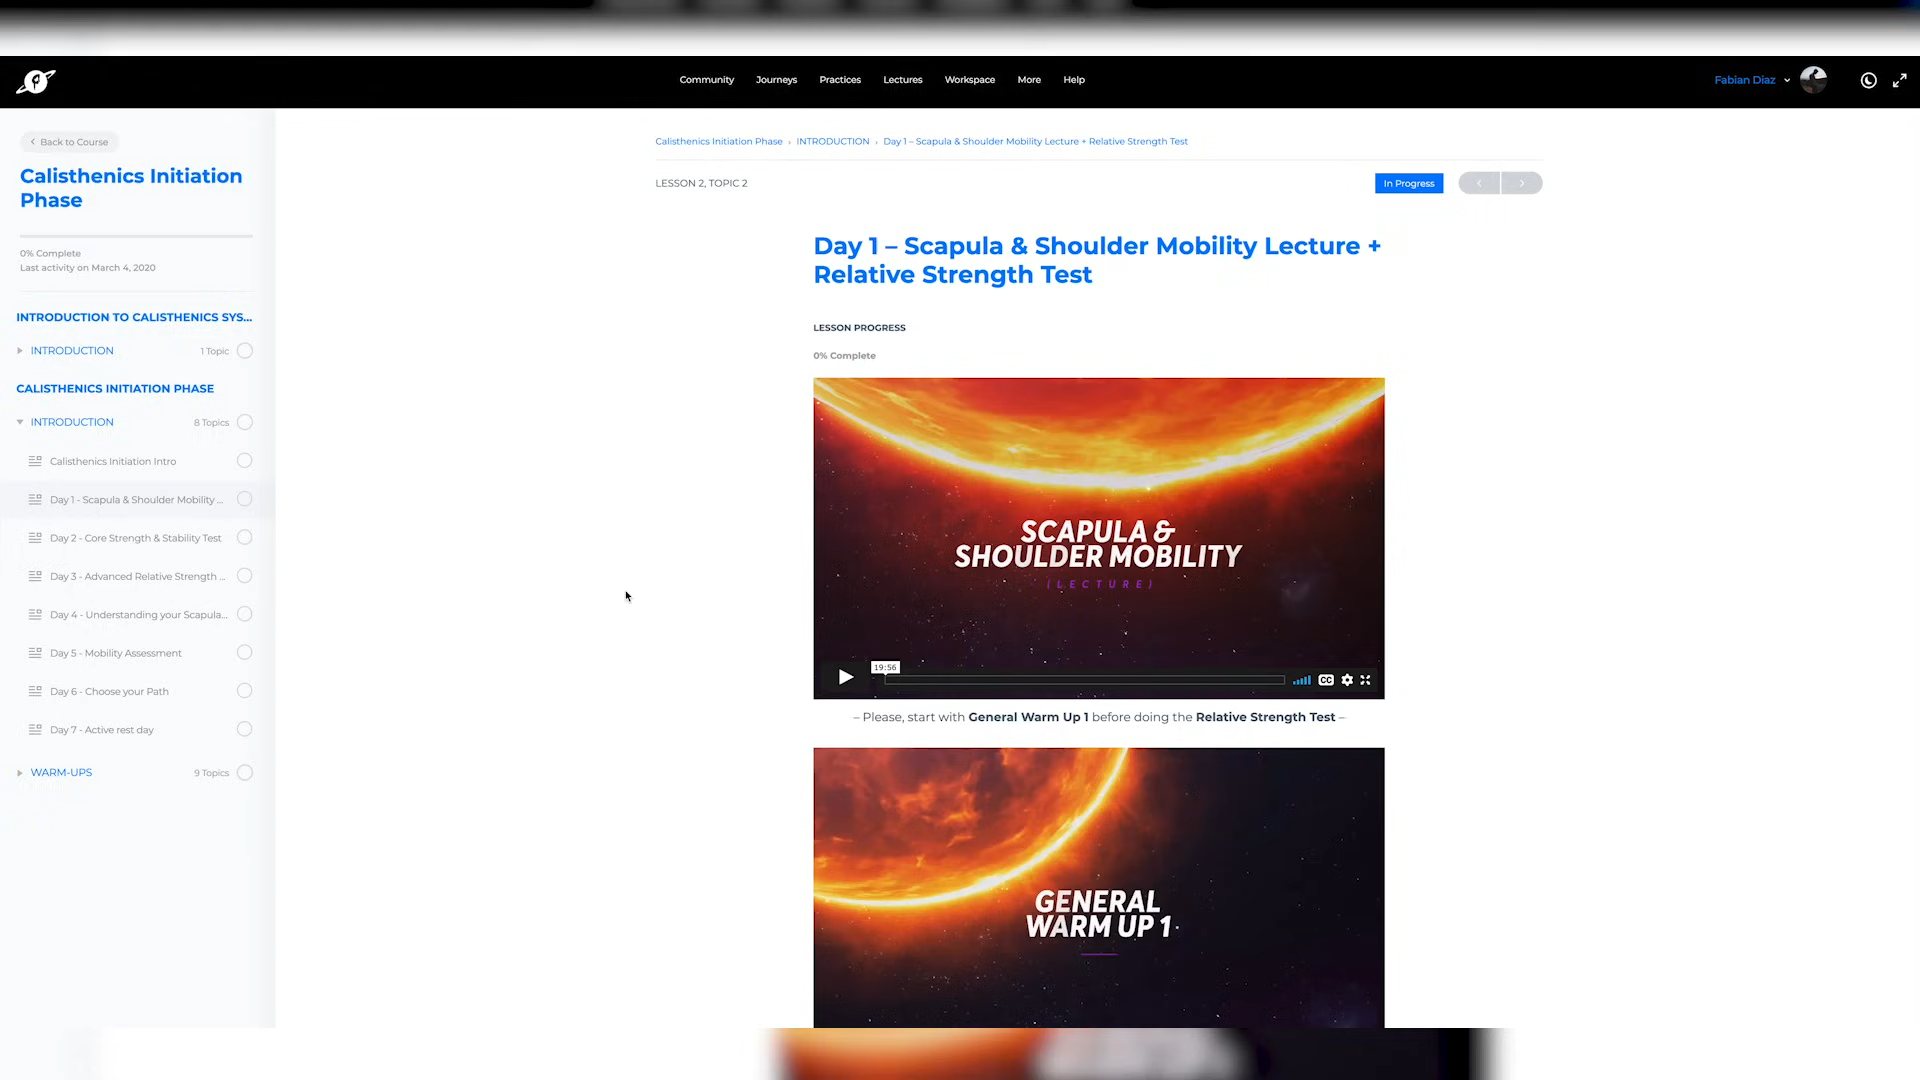 Community Journeys Practices Lectures Workspace More Help
Fabian Diaz
Back to Course
Calisthenics Initiation
Phase
0% Complete
Last activity on March 4, 2020
INTRODUCTION TO CALISTHENICS SYS...
INTRODUCTION 1 Topic
CALISTHENICS INITIATION PHASE
INTRODUCTION 8 Topics
Calisthenics Initiation Intro
Day 1 - Scapula & Shoulder Mobility ...
Day 2 - Core Strength & Stability Test
Day 3 - Advanced Relative Strength ...
Day 4 - Understanding your Scapula...
Day 5 - Mobility Assessment
Day 6 - Choose your Path
Day 7 - Active rest day
WARM-UPS 9 Topics
Calisthenics Initiation Phase › INTRODUCTION › Day 1 – Scapula & Shoulder Mobility Lecture + Relative Strength Test
LESSON 2, TOPIC 2
In Progress
Day 1 – Scapula & Shoulder Mobility Lecture +
Relative Strength Test
LESSON PROGRESS
0% Complete
SCAPULA &
SHOULDER MOBILITY
(LECTURE)
19:56
CC
– Please, start with General Warm Up 1 before doing the Relative Strength Test –
GENERAL
WARM UP 1